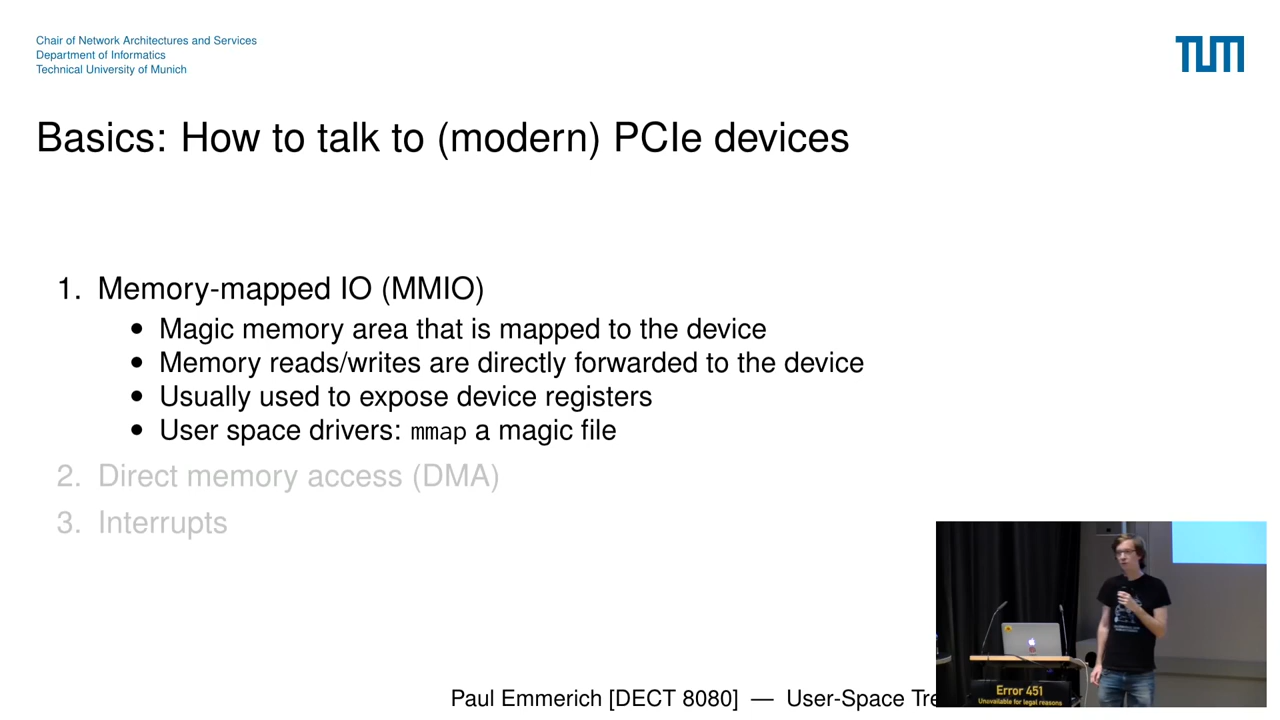 Chair of Network Architectures and Services
Department of Informatics
Technical University of Munich
TUM
Basics: How to talk to (modern) PCIe devices
1. Memory-mapped IO (MMIO)
• Magic memory area that is mapped to the device
• Memory reads/writes are directly forwarded to the device
• Usually used to expose device registers
• User space drivers: mmap a magic file
2. Direct memory access (DMA)
3. Interrupts
Paul Emmerich [DECT 8080] — User-Space Tre
Error 451
Unavailable for legal reasons